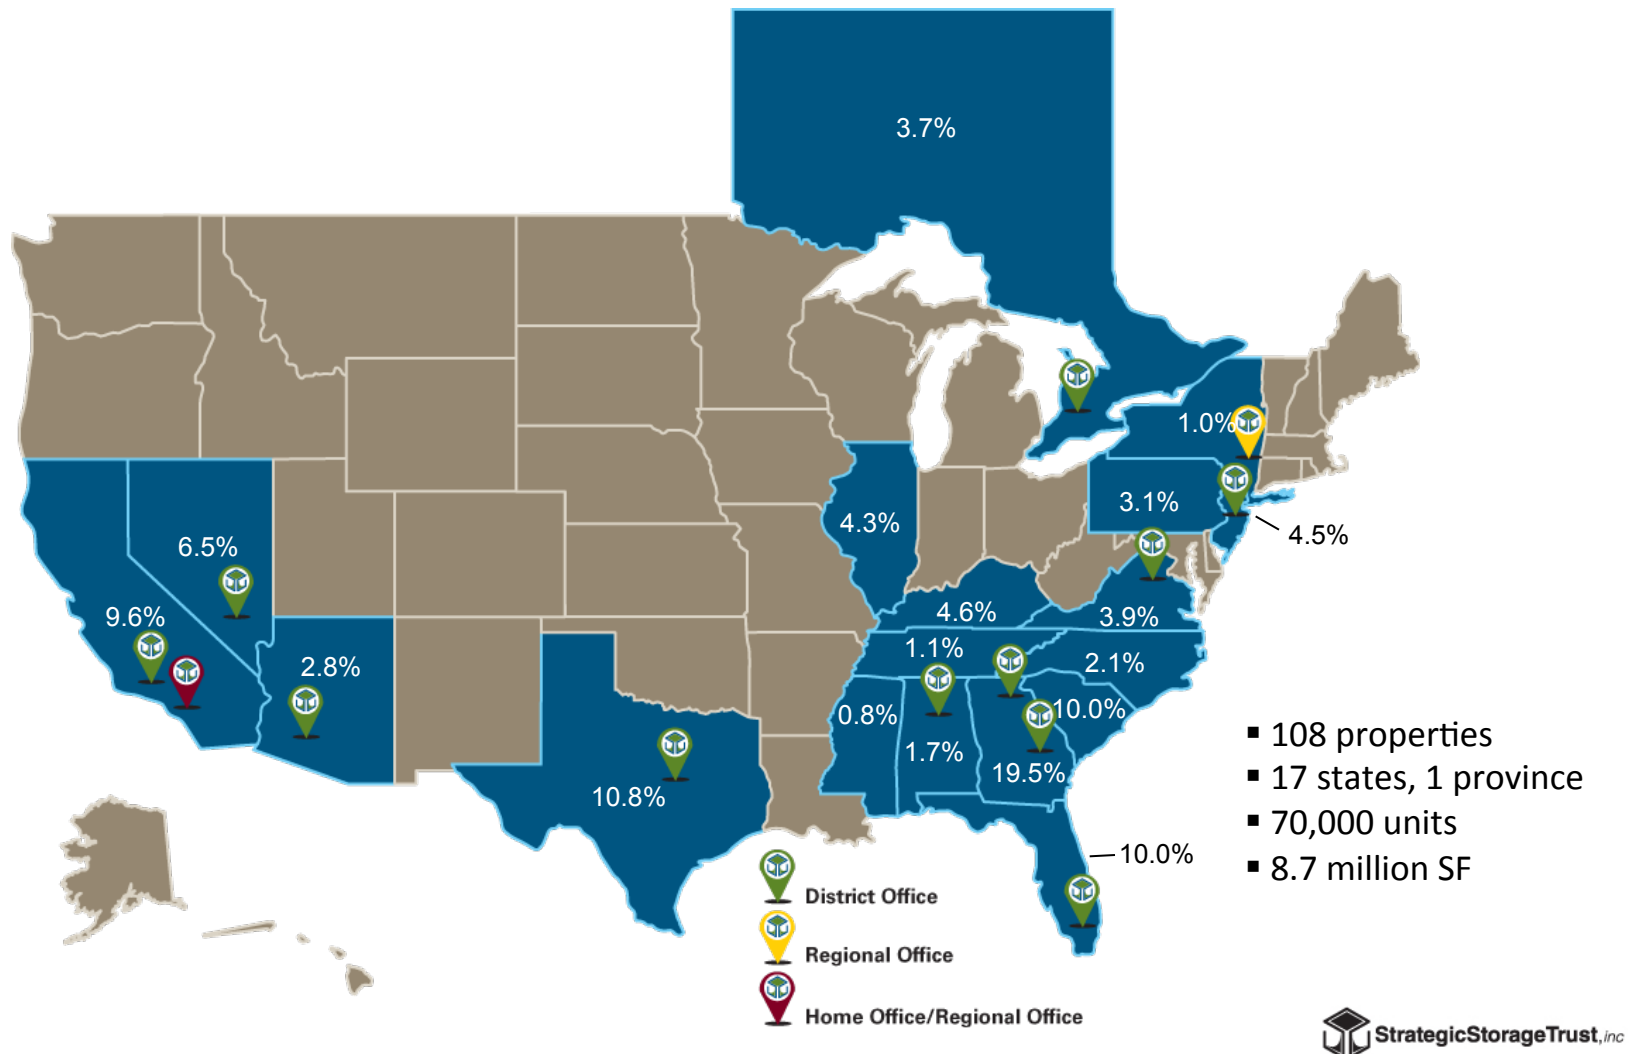 3.7%
1.0%
3.1%
4.5%
4.3%
6.5%
9.6%
4.6%
3.9%
1.1%
2.1%
2.8%
0.8%
10.0%
1.7%
19.5%
10.8%
10.0%
▪ 108 properties
▪ 17 states, 1 province
▪ 70,000 units
▪ 8.7 million SF
District Office
Regional Office
Home Office/Regional Office
StrategicStorageTrust,inc